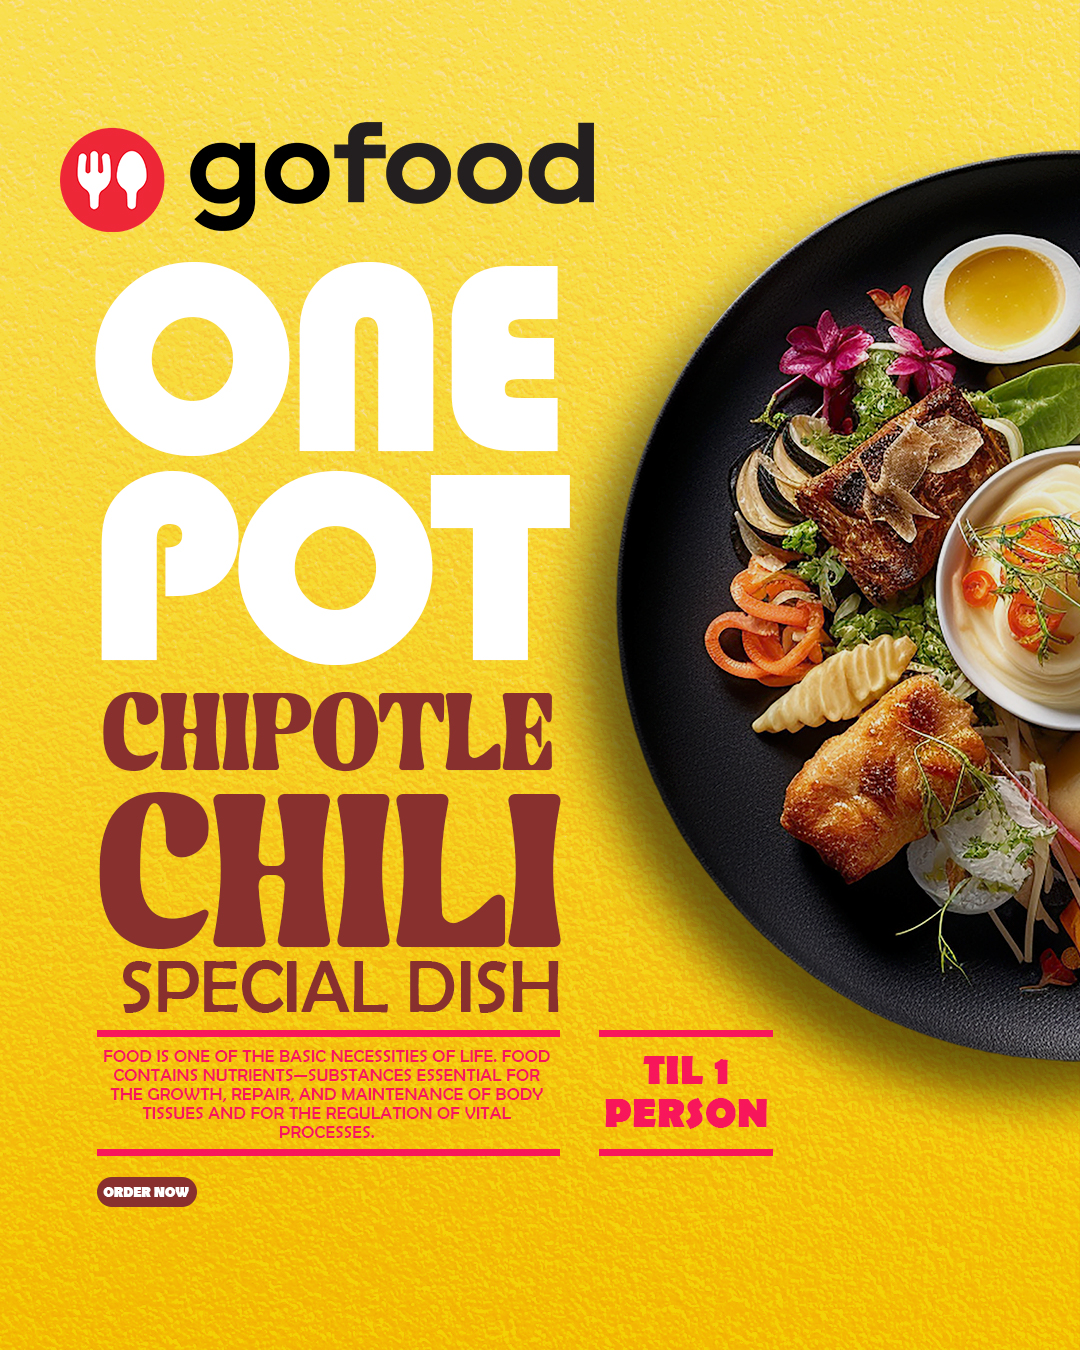 gofood
ONE
POT
CHIPOTLE
CHILI
SPECIAL DISH
FOOD IS ONE OF THE BASIC NECESSITIES OF LIFE. FOOD
CONTAINS NUTRIENTS—SUBSTANCES ESSENTIAL FOR
THE GROWTH, REPAIR, AND MAINTENANCE OF BODY
TISSUES AND FOR THE REGULATION OF VITAL
PROCESSES.
TIL 1
PERSON
ORDER NOW